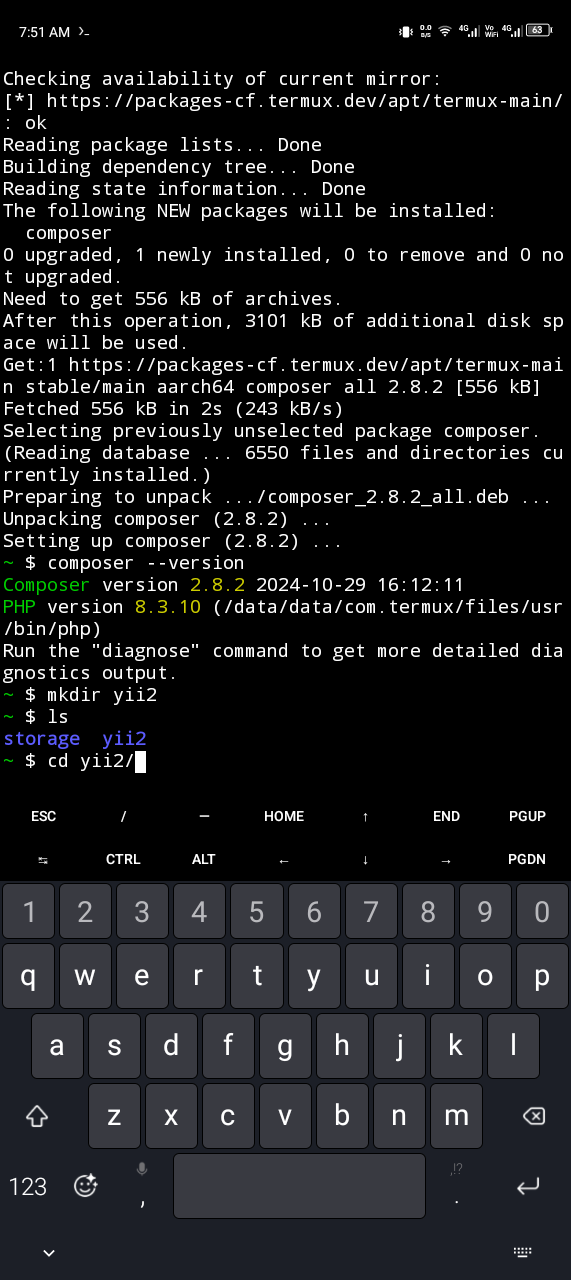 7:51 AM
0.0
B/S
4G
Vo
WiFi
4G
63
Checking availability of current mirror:
[*] https://packages-cf.termux.dev/apt/termux-main/
: ok
Reading package lists... Done
Building dependency tree... Done
Reading state information... Done
The following NEW packages will be installed:
composer
0 upgraded, 1 newly installed, 0 to remove and 0 no
t upgraded.
Need to get 556 kB of archives.
After this operation, 3101 kB of additional disk sp
ace will be used.
Get:1 https://packages-cf.termux.dev/apt/termux-mai
n stable/main aarch64 composer all 2.8.2 [556 kB]
Fetched 556 kB in 2s (243 kB/s)
Selecting previously unselected package composer.
(Reading database ... 6550 files and directories cu
rrently installed.)
Preparing to unpack .../composer_2.8.2_all.deb ...
Unpacking composer (2.8.2) ...
Setting up composer (2.8.2) ...
~ $ composer --version
Composer version 2.8.2 2024-10-29 16:12:11
PHP version 8.3.10 (/data/data/com.termux/files/usr
/bin/php)
Run the "diagnose" command to get more detailed dia
gnostics output.
~ $ mkdir yii2
~ $ ls
storage  yii2
~ $ cd yii2/
ESC / — HOME ↑ END PGUP
↹ CTRL ALT ← ↓ → PGDN
1 2 3 4 5 6 7 8 9 0
q w e r t y u i o p
a s d f g h j k l
z x c v b n m
,!?
123 , .